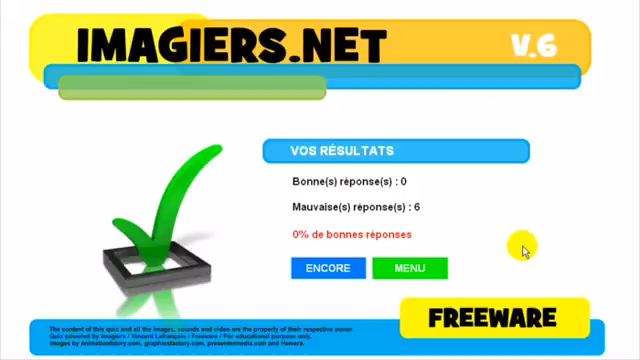 IMAGIERS.NET
V.6
VOS RÉSULTATS
Bonne(s) réponse(s) : 0
Mauvaise(s) réponse(s) : 6
0% de bonnes réponses
ENCORE
MENU
FREEWARE
The content of this quiz and all the images, sounds and video are the property of their respective owner.
Quiz powered by Imagiers / Vincent Lefrançois / Freeware / For educational purpose only.
Images by Animationfctory.com, graphicsfactory.com, presentermedia.com and Hemera.